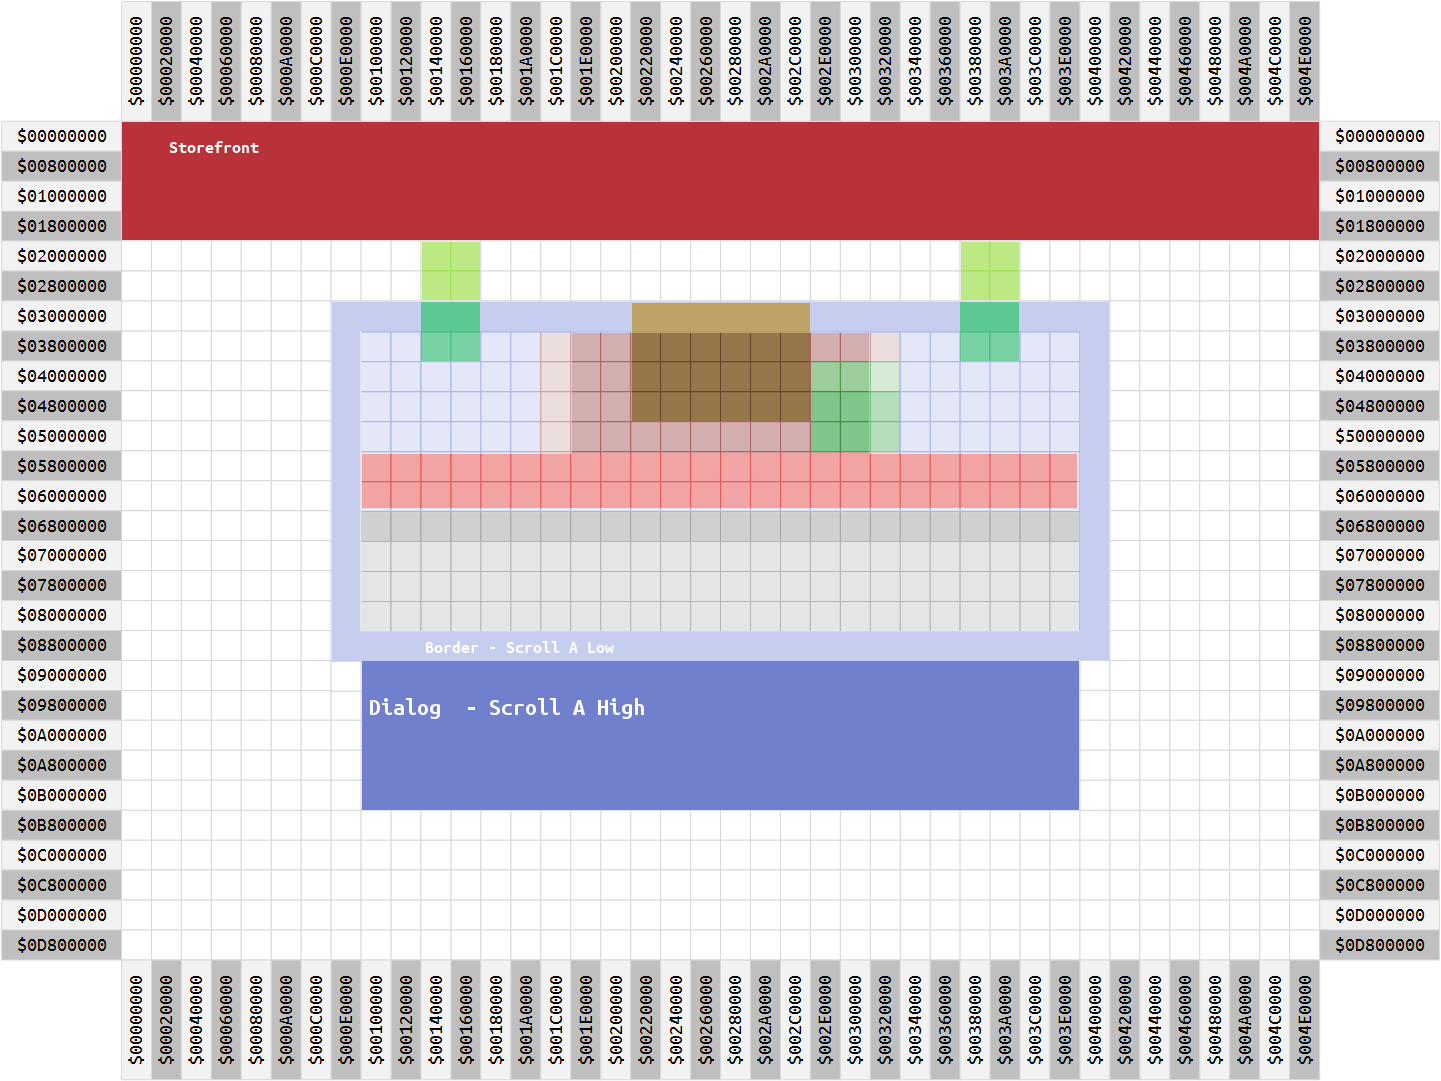 $00000000 $00020000 $00040000 $00060000 $00080000 $000A0000 $000C0000 $000E0000 $00100000 $00120000 $00140000 $00160000 $00180000 $001A0000 $001C0000 $001E0000 $00200000 $00220000 $00240000 $00260000 $00280000 $002A0000 $002C0000 $002E0000 $00300000 $00320000 $00340000 $00360000 $00380000 $003A0000 $003C0000 $003E0000 $00400000 $00420000 $00440000 $00460000 $00480000 $004A0000 $004C0000 $004E0000
$00000000 $00000000
Storefront
$00800000 $00800000
$01000000 $01000000
$01800000 $01800000
$02000000 $02000000
$02800000 $02800000
$03000000 $03000000
$03800000 $03800000
$04000000 $04000000
$04800000 $04800000
$05000000 $50000000
$05800000 $05800000
$06000000 $06000000
$06800000 $06800000
$07000000 $07000000
$07800000 $07800000
$08000000 $08000000
$08800000 Border - Scroll A Low $08800000
$09000000 $09000000
$09800000 Dialog  - Scroll A High $09800000
$0A000000 $0A000000
$0A800000 $0A800000
$0B000000 $0B000000
$0B800000 $0B800000
$0C000000 $0C000000
$0C800000 $0C800000
$0D000000 $0D000000
$0D800000 $0D800000
$00000000 $00020000 $00040000 $00060000 $00080000 $000A0000 $000C0000 $000E0000 $00100000 $00120000 $00140000 $00160000 $00180000 $001A0000 $001C0000 $001E0000 $00200000 $00220000 $00240000 $00260000 $00280000 $002A0000 $002C0000 $002E0000 $00300000 $00320000 $00340000 $00360000 $00380000 $003A0000 $003C0000 $003E0000 $00400000 $00420000 $00440000 $00460000 $00480000 $004A0000 $004C0000 $004E0000